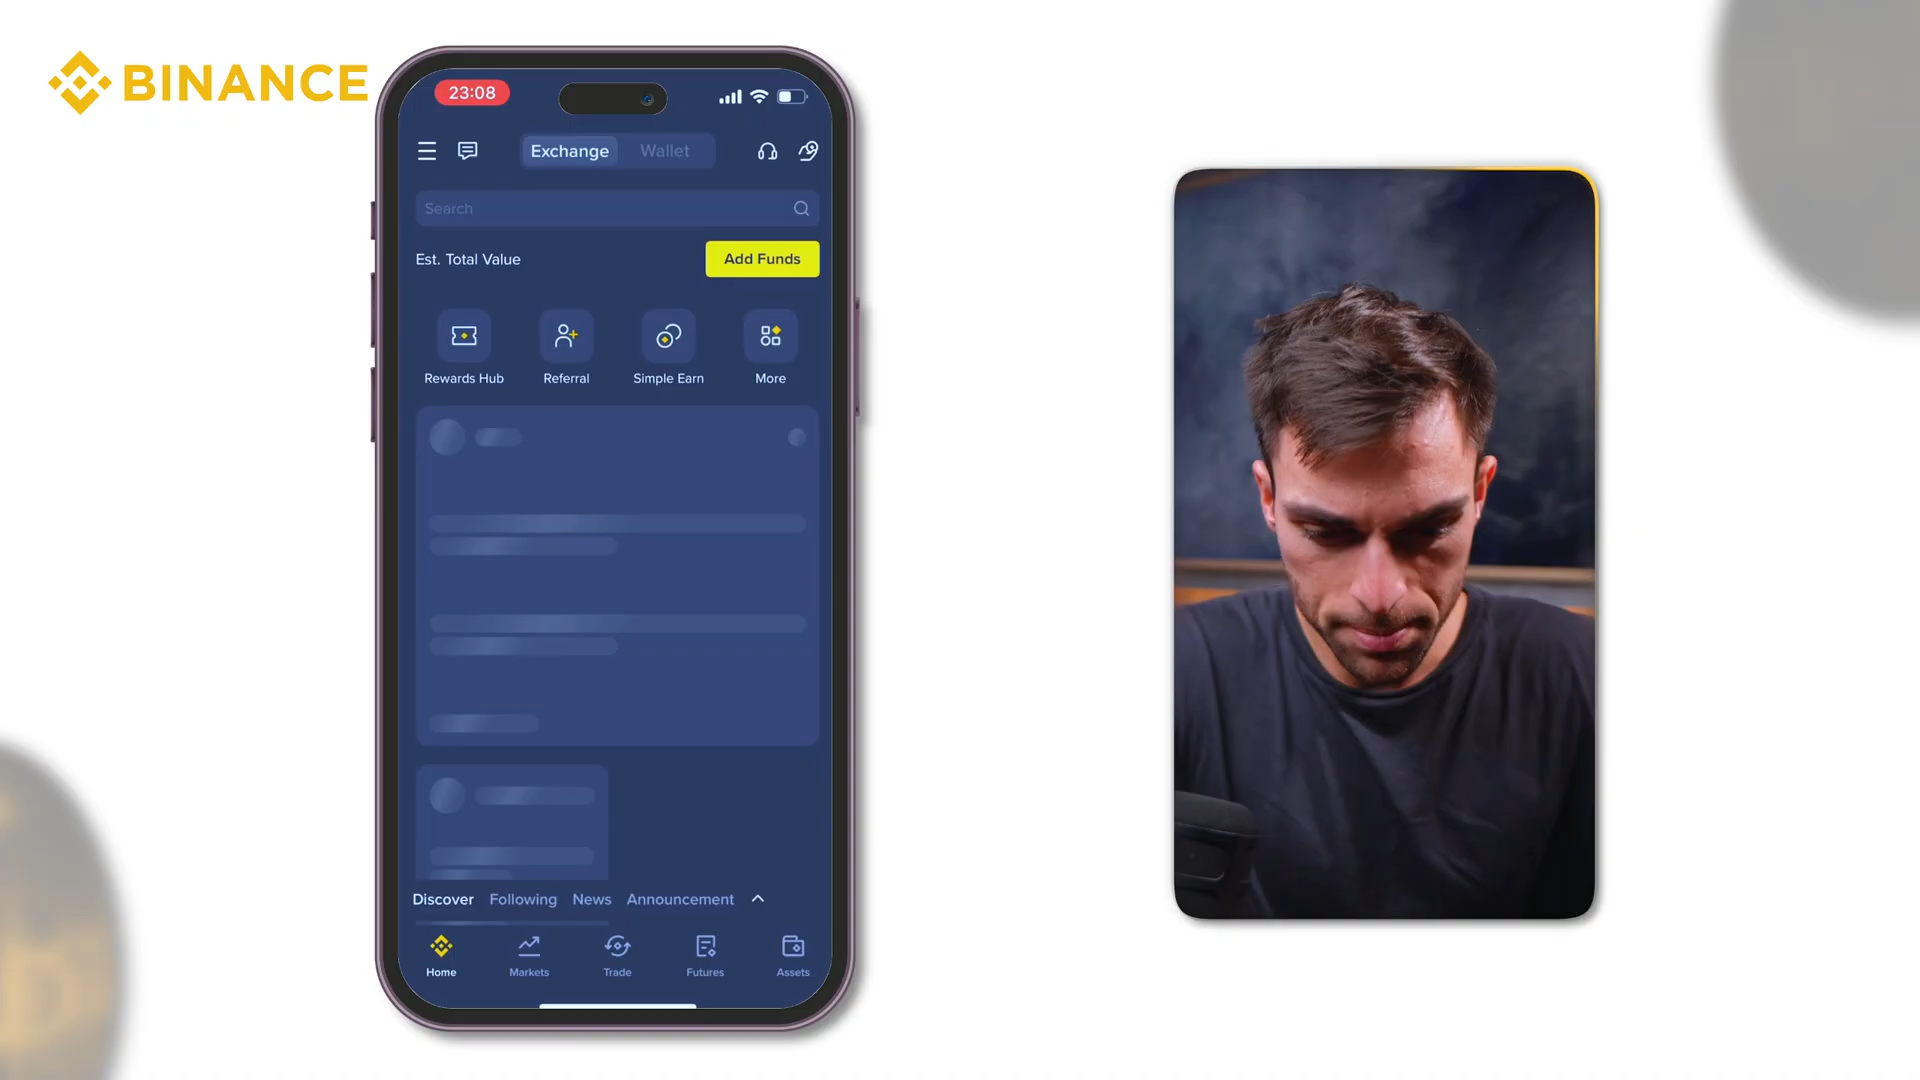 BINANCE
23:08
Exchange Wallet
Search
Est. Total Value
Add Funds
Rewards Hub Referral Simple Earn More
Discover Following News Announcement
Home Markets Trade Futures Assets